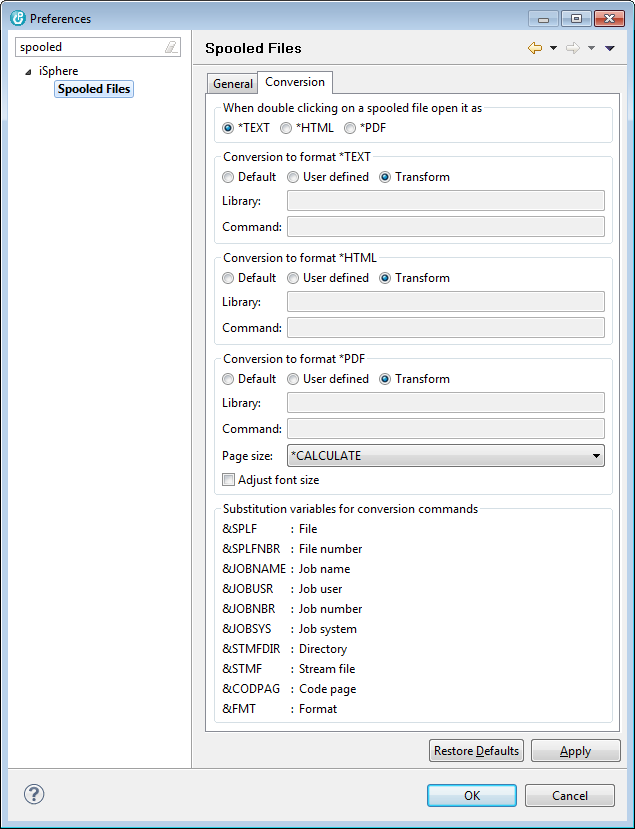 Preferences
spooled
iSphere
Spooled Files
Spooled Files
General Conversion
When double clicking on a spooled file open it as
*TEXT *HTML *PDF
Conversion to format *TEXT
Default User defined Transform
Library:
Command:
Conversion to format *HTML
Default User defined Transform
Library:
Command:
Conversion to format *PDF
Default User defined Transform
Library:
Command:
Page size: *CALCULATE
Adjust font size
Substitution variables for conversion commands
&SPLF : File
&SPLFNBR : File number
&JOBNAME : Job name
&JOBUSR : Job user
&JOBNBR : Job number
&JOBSYS : Job system
&STMFDIR : Directory
&STMF : Stream file
&CODPAG : Code page
&FMT : Format
Restore Defaults Apply
? OK Cancel